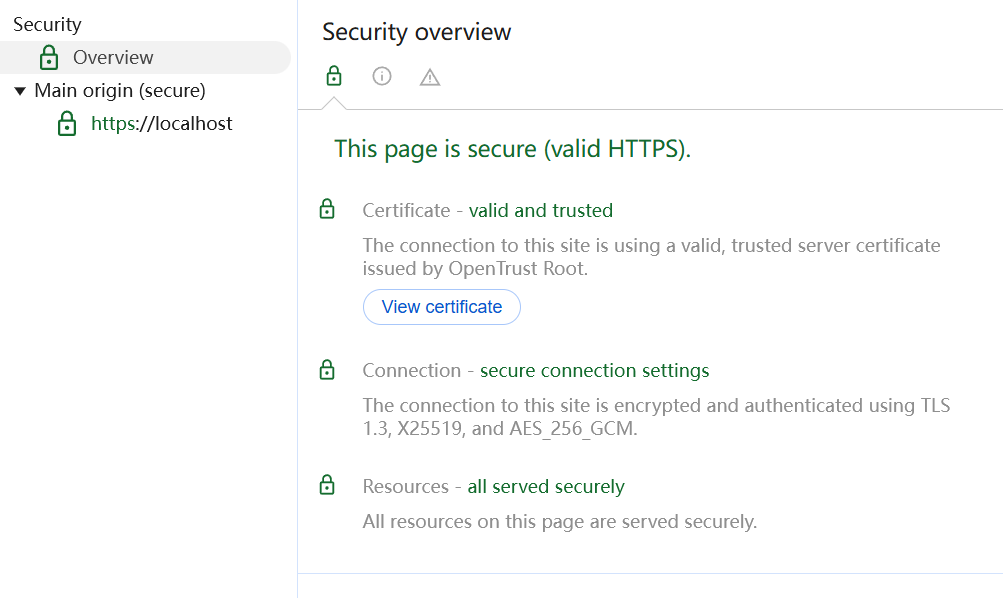 Security
Overview
Main origin (secure)
https://localhost
Security overview
This page is secure (valid HTTPS).
Certificate - valid and trusted
The connection to this site is using a valid, trusted server certificate
issued by OpenTrust Root.
View certificate
Connection - secure connection settings
The connection to this site is encrypted and authenticated using TLS
1.3, X25519, and AES_256_GCM.
Resources - all served securely
All resources on this page are served securely.